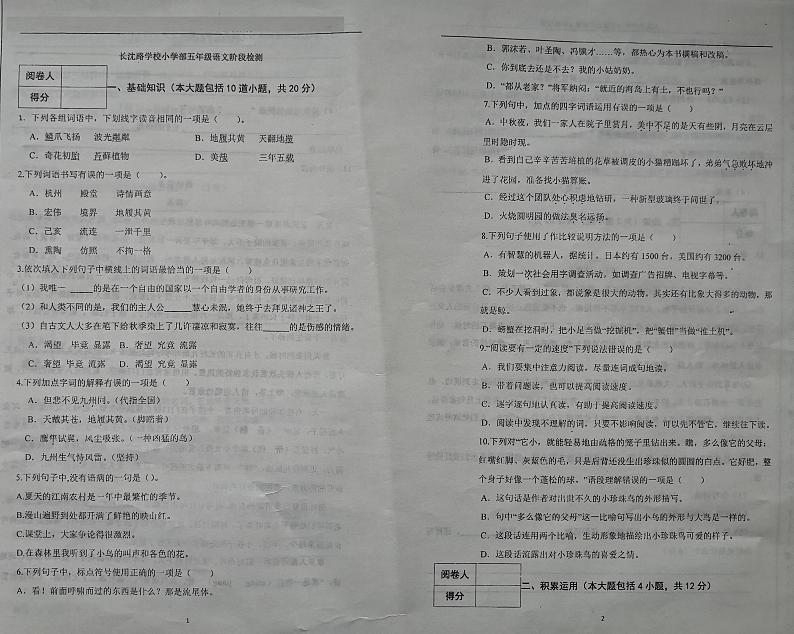 长沈路学校小学部五年级语文阶段检测
阅卷人
得分
一、基础知识（本大题包括10道小题，共20分）
1. 下列各组词语中，下划线字读音相同的一项是（ ）。
A．鳞爪飞扬 波光粼粼 B．地履其黄 天翻地覆
C．奇花初胎 苔藓植物 D．美哉 三年五载
2.下列词语书写有误的一项是（ ）。
A．杭州 殿堂 诗情画意
B．宏伟 境界 地履其黄
C．己亥 流连 一泄千里
D．熏陶 仿照 不拘一格
3.依次填入下列句子中横线上的词语最恰当的一项是（ ）
（1）我唯一______的是在一个自由的国家以一个自由学者的身份从事研究工作。
（2）和人类不同的是，我们的主人公______慧心未泯，她终于去拜见诸神之王了。
（3）自古文人大多在笔下给秋季染上了几许凄凉和寂寞，往往______的是伤感的情绪。
A．渴望 毕竟 显露 B．奢望 究竟 流露
C．奢望 毕竟 流露 D．渴望 究竟 显露
4.下列加点字词的解释有误的一项是（ ）
A．但悲不见九州同。（代指全国）
B．天戴其苍，地履其黄。（脚踏着）
C．鹰隼试翼，风尘吸张。（一种凶猛的鸟）
D．九州生气恃风雷。（坚持）
5.下列句子中,没有语病的一句是（ ）。
A.夏天的江南农村是一年中最繁忙的季节。
B.漫山遍野到处都开满了鲜艳的映山红。
C.课堂上，大家争论得很激烈。
D.在森林里我听到了小鸟的叫声和各色的花。
6.下列句子中，标点符号使用正确的一项是（ ）
A．看！前面呼啸而过的东西是什么？那是流星体。
1
B．郭沫若、叶圣陶、冯骥才……等，都热心为本书撰稿和改稿。
C．你到底去还是不去？我的小姑奶奶。
D．“都从老家？”将军纳闷：“就近的海岛上有土，不也行吗？”
7.下列句中，加点的四字词语运用有误的一项是（ ）
A．中秋夜，我们一家人在院子里赏月，美中不足的是天有些阴，月亮在云层
里时隐时现。
B．看到自己辛辛苦苦培植的花草被调皮的小猫糟蹋坏了，弟弟气急败坏地冲
进了花园，准备找小猫算账。
C．经过这个团队处心积虑地钻研，一种新型玻璃终于问世了。
D．火烧圆明园的做法臭名远扬。
8.下列句子使用了作比较说明方法的一项是（ ）
A．有智慧的机器人，据统计，日本约有 1500 台，美国约有 3200 台。
B．策划一次社会用字调查活动，如调查广告招牌、电视字幕等。
C．不少人看到过象，都说象是很大的动物，其实还有比象大得多的动物，那
就是鲸。
D．螃蟹在挖洞时，把小足当做“挖掘机”，把“蟹钳”当做“推土机”。
9.“阅读要有一定的速度”下列说法错误的是（ ）
A．我们要集中注意力阅读，尽量连词成句地读。
B．带着问题读，也可以提高阅读速度。
C．逐字逐句地认真读，有助于提高阅读速度。
D．阅读中发现不理解的词，只要不影响阅读，可以先不管它，继续往下读。
10.下列对“它小，就能轻易地由疏格的笼子里钻出来。瞧，多么像它的父母：
红嘴红脚、灰蓝色的毛，只是后背还没生出珍珠似的圆圆的白点。它好肥，整
个身子好像一个蓬松的球。”语段理解错误的一项是（ ）
A．这句话是作者对出世不久的小珍珠鸟的外形描写。
B．句中“多么像它的父母”这一比喻句写出小鸟的外形与大鸟是一样的。
C．这段话连用两个比喻，生动形象地描绘出小珍珠鸟可爱的样子。
D．这段话流露出对小珍珠鸟的喜爱之情。
阅卷人
得分
二、积累运用（本大题包括4小题，共12分）
2